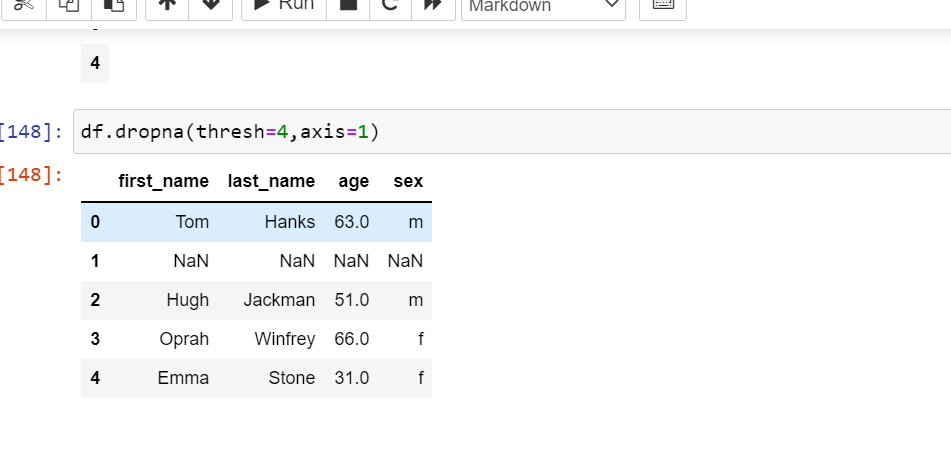 Run
Markdown
4
[148]: df.dropna(thresh=4,axis=1)
[148]:
first_name last_name age sex
0 Tom Hanks 63.0 m
1 NaN NaN NaN NaN
2 Hugh Jackman 51.0 m
3 Oprah Winfrey 66.0 f
4 Emma Stone 31.0 f